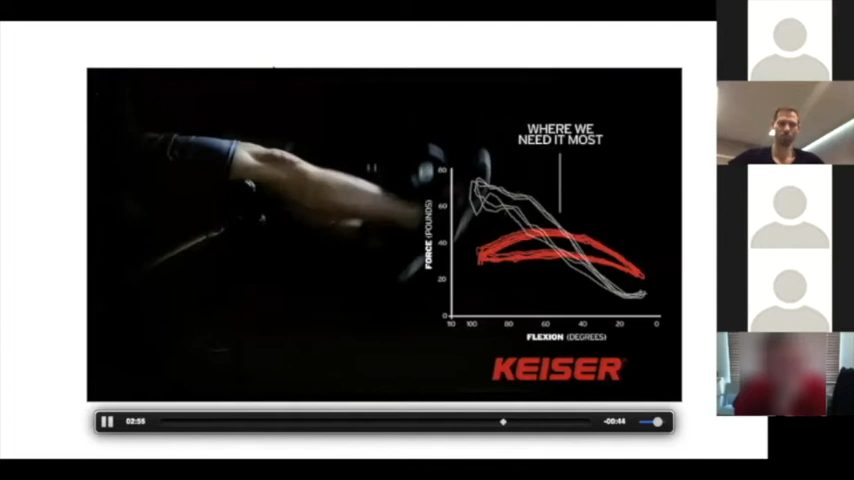 WHERE WE
NEED IT MOST
80
60
40
20
0
FORCE (POUNDS)
110 100 80 60 40 20 0
FLEXION (DEGREES)
KEISER
02:55
-00:44